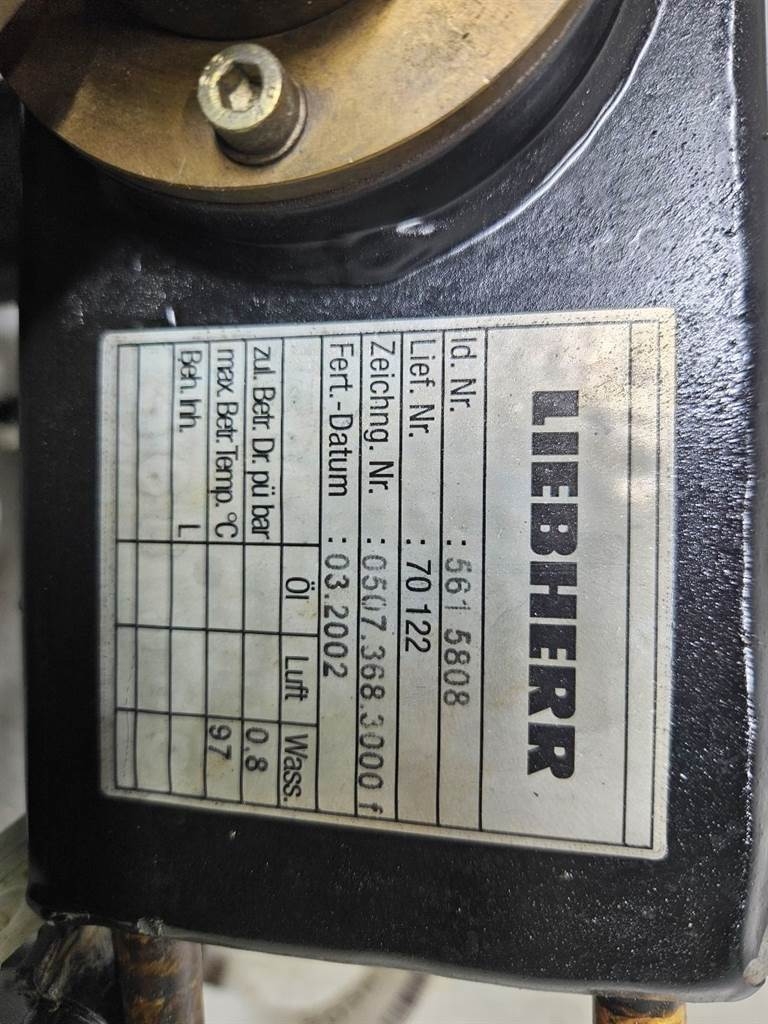 LIEBHERR
Id. Nr. : 561 5808
Lief. Nr. : 70 122
Zeichng. Nr. : 0507.368.3000 f
Fert.-Datum : 03.2002
Öl Luft Wass.
zul. Betr. Dr. pü bar 0,8
max. Betr. Temp. °C 97
Beh. Inh. L